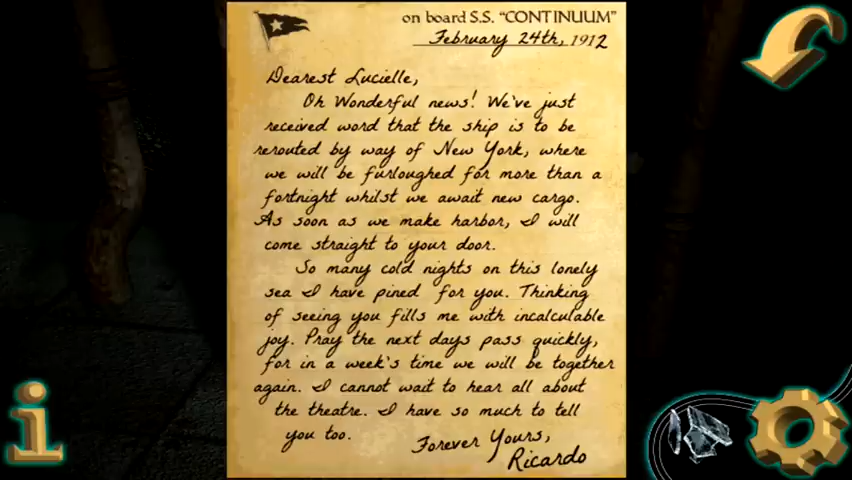 on board S.S. "CONTINUUM"
February 24th, 1912
Dearest Lucielle,
Oh Wonderful news! We've just
received word that the ship is to be
rerouted by way of New York, where
we will be furloughed for more than a
fortnight whilst we await new cargo.
As soon as we make harbor, I will
come straight to your door.
So many cold nights on this lonely
sea I have pined for you. Thinking
of seeing you fills me with incalculable
joy. Pray the next days pass quickly,
for in a week's time we will be together
again. I cannot wait to hear all about
the theatre. I have so much to tell
you too.
Forever Yours,
Ricardo